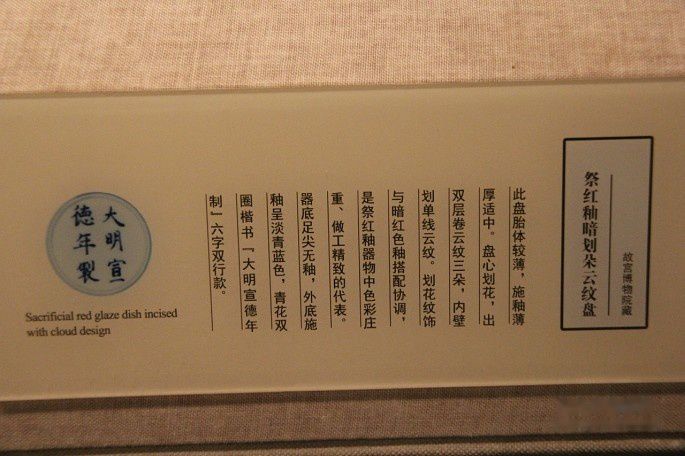 故宫博物院藏
祭红釉暗划朵云纹盘
此盘胎体较薄，施釉薄
厚适中。盘心划花，出
双层卷云纹三朵，内壁
划单线云纹。划花纹饰
与暗红色釉搭配协调，
是祭红釉器物中色彩庄
重、做工精致的代表。
器底足尖无釉，外底施
釉呈淡青蓝色，青花双
圈楷书『大明宣德年
制』六字双行款。
大明宣
德年製
Sacrificial red glaze dish incised
with cloud design